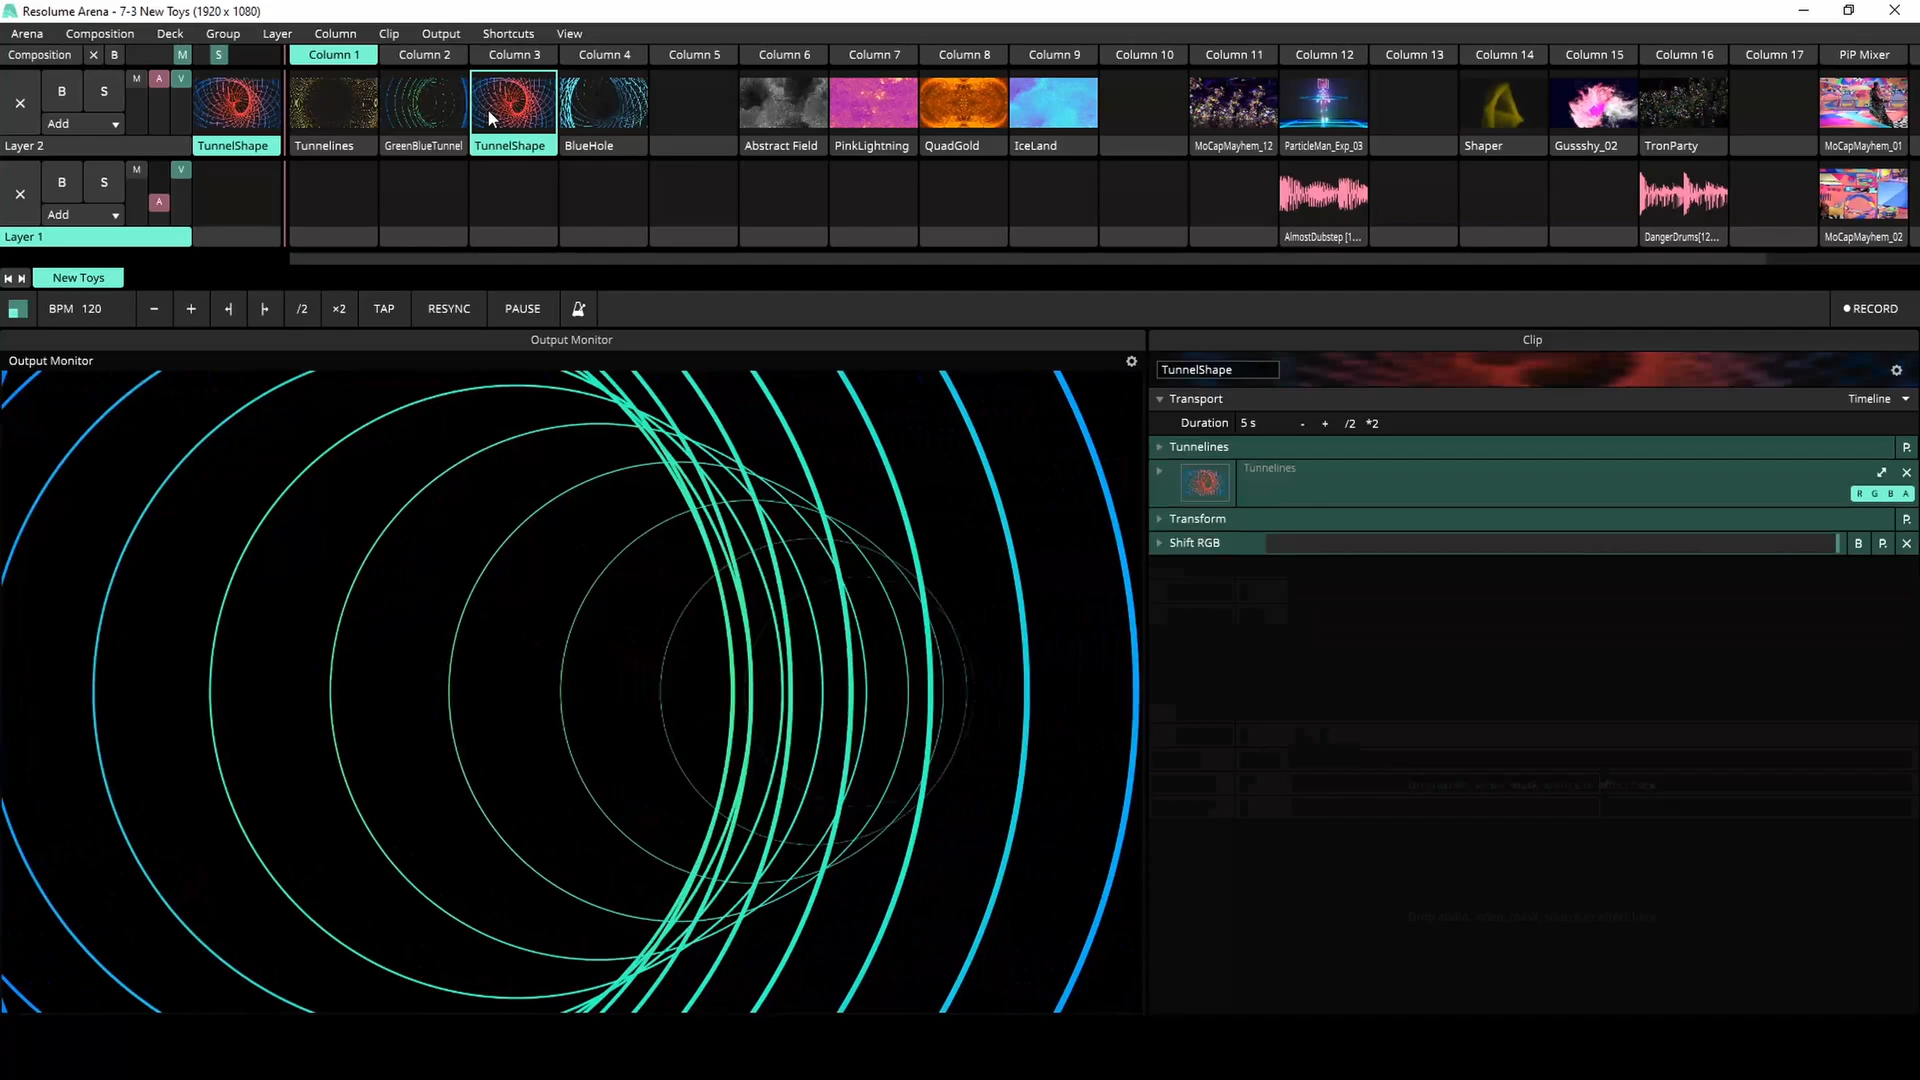 Resolume Arena - 7-3 New Toys (1920 x 1080)
Arena Composition Deck Group Layer Column Clip Output Shortcuts View
Composition B M S Column 1 Column 2 Column 3 Column 4 Column 5 Column 6 Column 7 Column 8 Column 9 Column 10 Column 11 Column 12 Column 13 Column 14 Column 15 Column 16 Column 17 PiP Mixer
B S M A V
Add
Layer 2 TunnelShape Tunnelines GreenBlueTunnel TunnelShape BlueHole Abstract Field PinkLightning QuadGold IceLand MoCapMayhem_12 ParticleMan_Exp_03 Shaper Gussshy_02 TronParty MoCapMayhem_01
B S M V
A
Add
Layer 1 AlmostDubstep [1... DangerDrums[12... MoCapMayhem_02
New Toys
BPM 120 - + /2 ×2 TAP RESYNC PAUSE RECORD
Output Monitor Clip
Output Monitor
TunnelShape
Transport Timeline
Duration 5 s - + /2 *2
Tunnelines P.
Tunnelines
R G B A
Transform P.
Shift RGB B P.